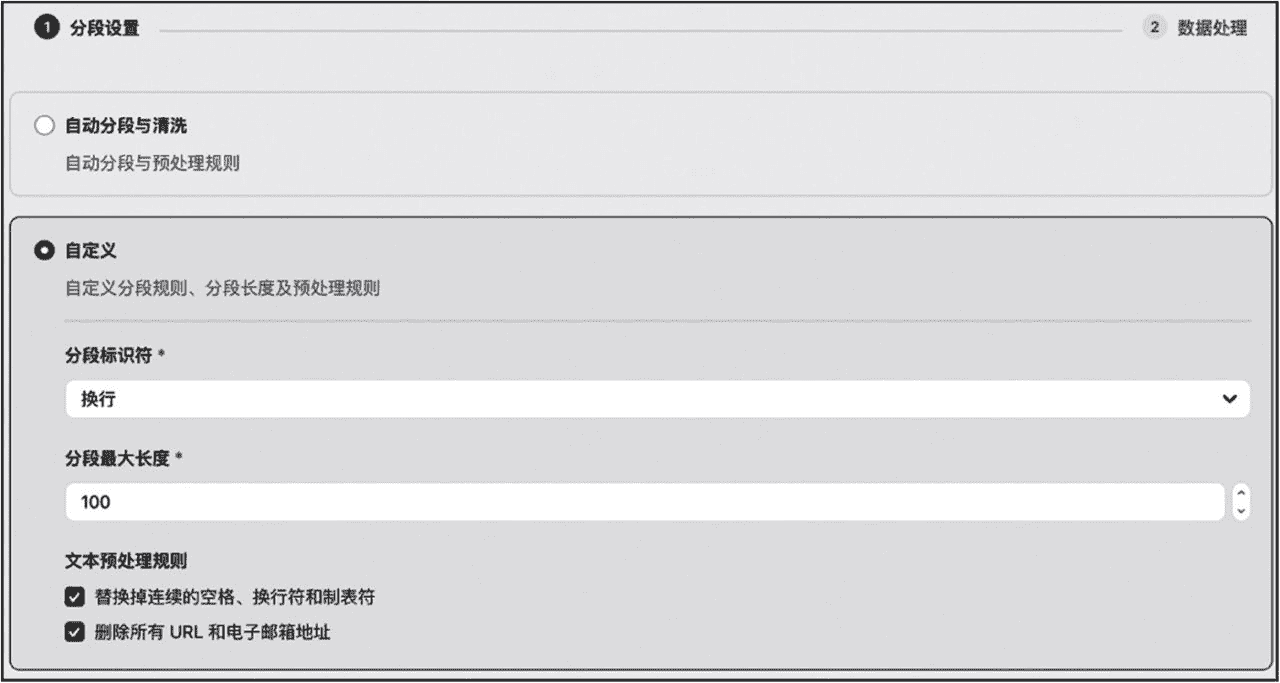 1 分段设置
2 数据处理
自动分段与清洗
自动分段与预处理规则
自定义
自定义分段规则、分段长度及预处理规则
分段标识符 *
换行
分段最大长度 *
100
文本预处理规则
替换掉连续的空格、换行符和制表符
删除所有 URL 和电子邮箱地址